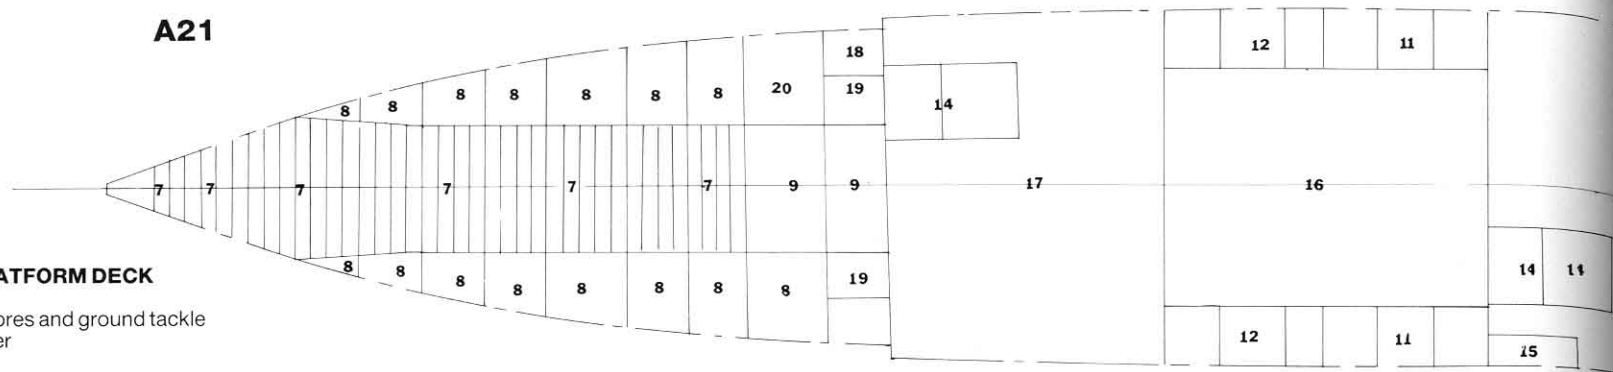 A21
12 11
18
8 8 8 8 8 8 8 20 19
14
7 7 7 7 7 7 9 9 17 16
8 8 8 8 8 8 8 8 19 14 14
ATFORM DECK
ores and ground tackle
er
12 11
15